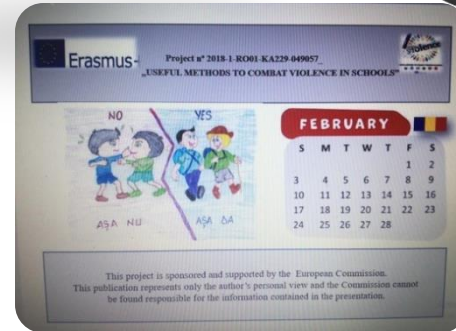 Erasmus+
Project nº 2018-1-RO01-KA229-049057_
„USEFUL METHODS TO COMBAT VIOLENCE IN SCHOOLS”
violence
NO YES
AŞA NU AŞA DA
FEBRUARY
S M T W T F S
1 2
3 4 5 6 7 8 9
10 11 12 13 14 15 16
17 18 19 20 21 22 23
24 25 26 27 28
This project is sponsored and supported by the European Commission.
This publication represents only the author's personal view and the Commission cannot
be found responsible for the information contained in the presentation.